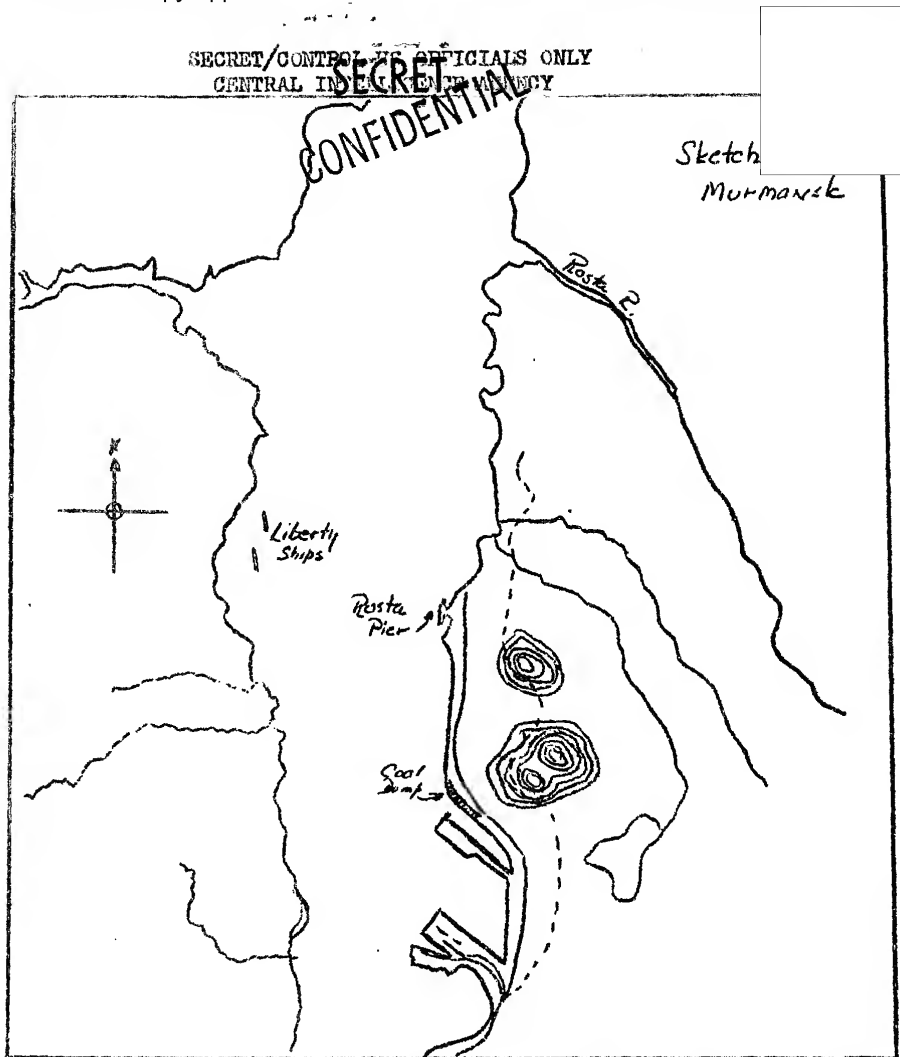 SECRET/CONTROL-US OFFICIALS ONLY
CENTRAL INTELLIGENCE AGENCY
SECRET
CONFIDENTIAL
Sketch
Murmansk
Rosta R.
N
Liberty
Ships
Rosta
Pier
Coal
Dump